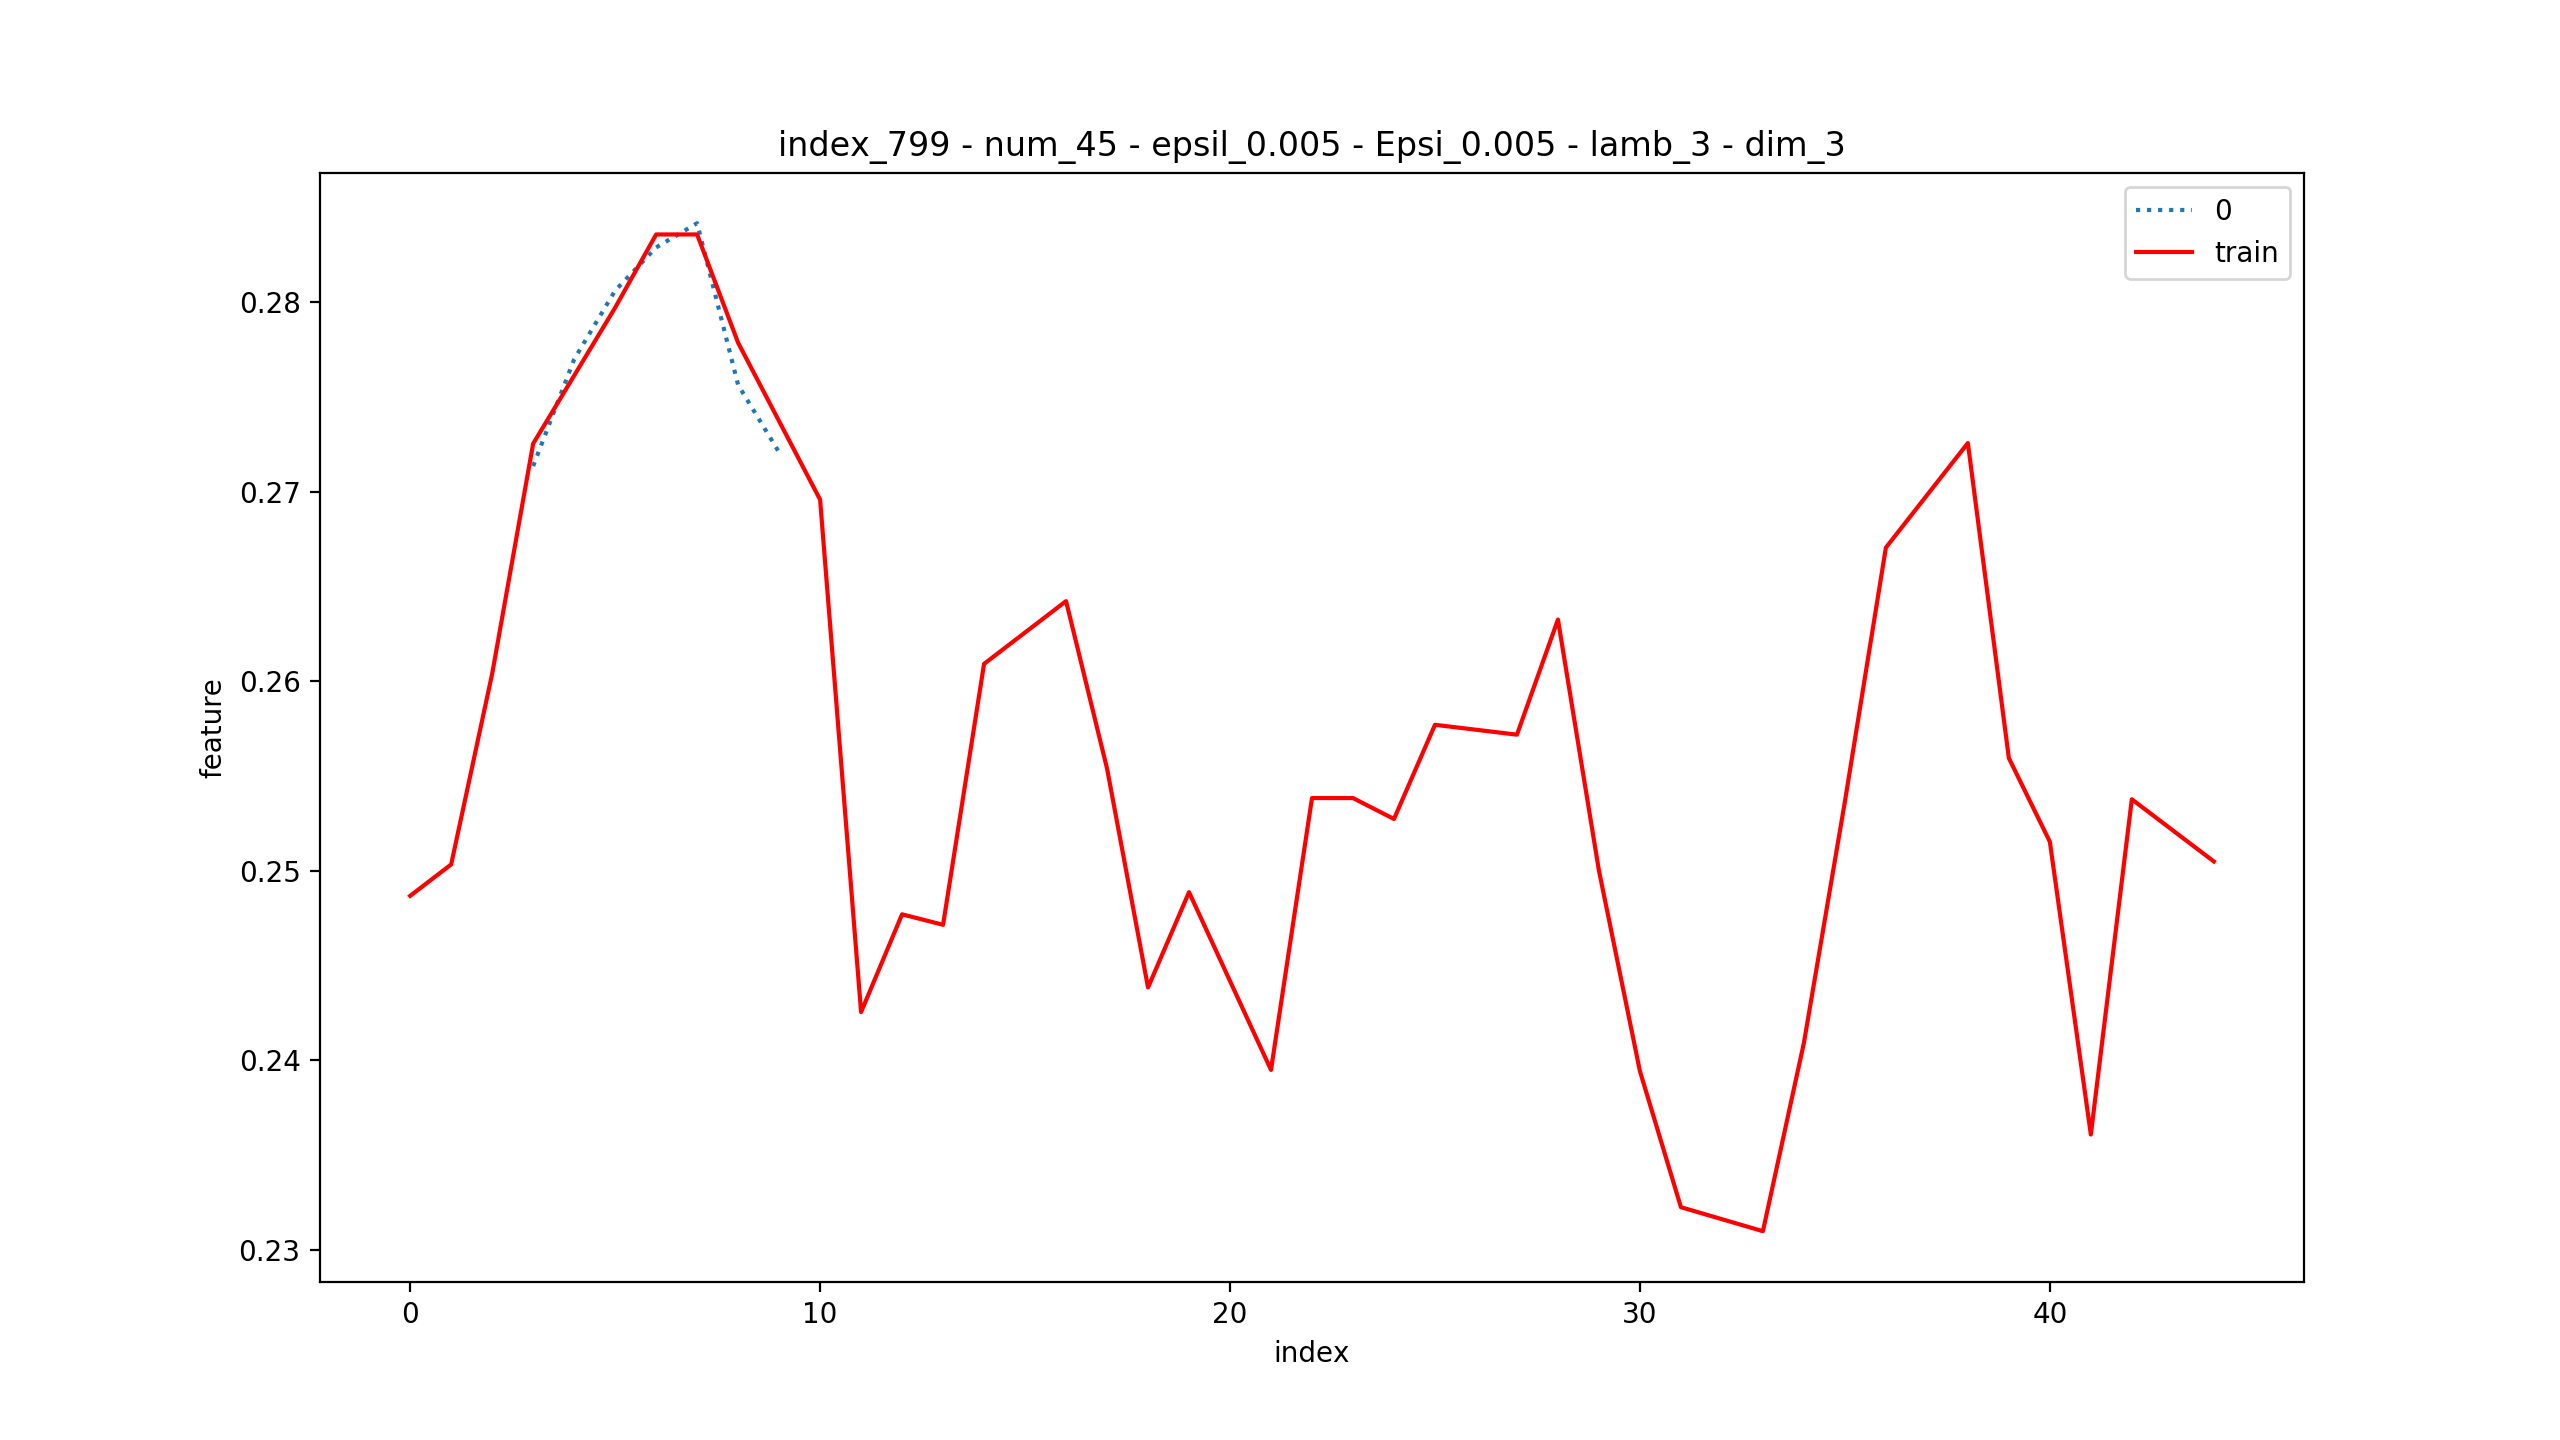 index_799 - num_45 - epsil_0.005 - Epsi_0.005 - lamb_3 - dim_3
0
train
0.28
0.27
0.26
0.25
0.24
0.23
feature
0 10 20 30 40
index